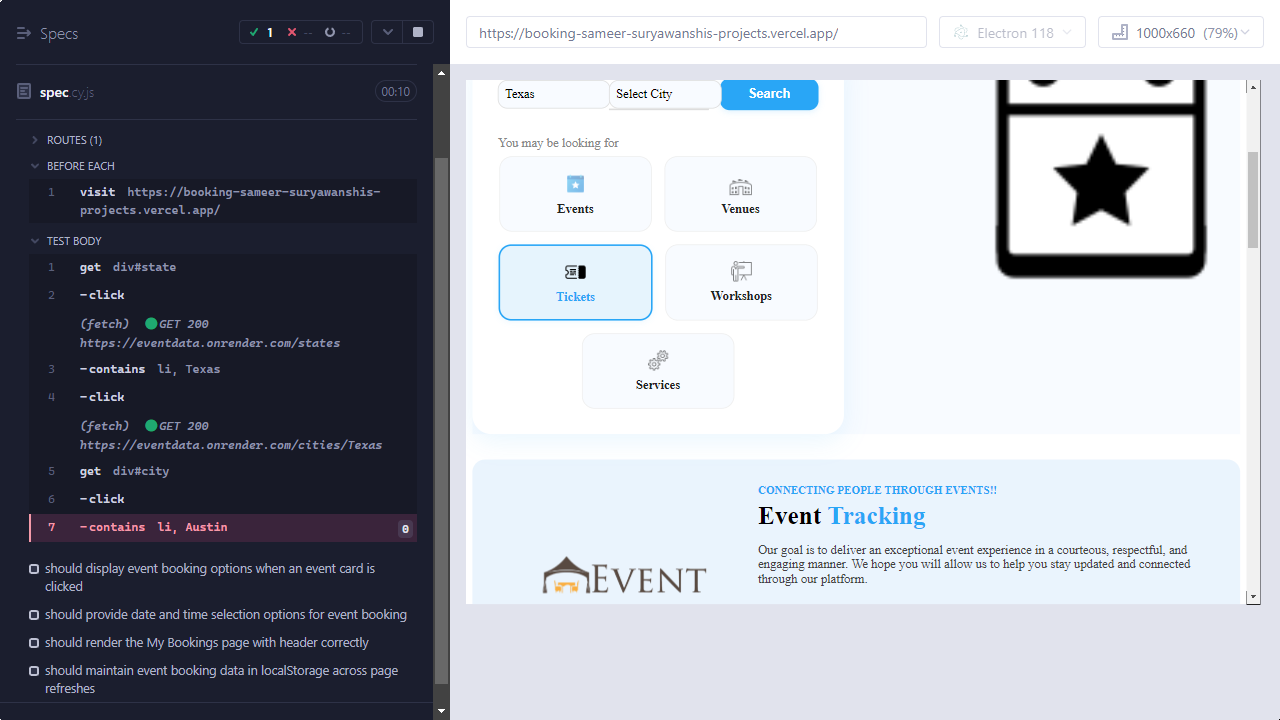 Specs
1
--
--
spec.cy.js
00:10
ROUTES (1)
BEFORE EACH
1 visit https://booking-sameer-suryawanshis-
projects.vercel.app/
TEST BODY
1 get div#state
2 -click
(fetch) GET 200
https://eventdata.onrender.com/states
3 -contains li, Texas
4 -click
(fetch) GET 200
https://eventdata.onrender.com/cities/Texas
5 get div#city
6 -click
7 -contains li, Austin 0
should display event booking options when an event card is
clicked
should provide date and time selection options for event booking
should render the My Bookings page with header correctly
should maintain event booking data in localStorage across page
refreshes
https://booking-sameer-suryawanshis-projects.vercel.app/
Electron 118
1000x660 (79%)
Texas
Select City
Search
You may be looking for
Events
Venues
Tickets
Workshops
Services
CONNECTING PEOPLE THROUGH EVENTS!!
Event Tracking
Our goal is to deliver an exceptional event experience in a courteous, respectful, and
engaging manner. We hope you will allow us to help you stay updated and connected
through our platform.
EVENT